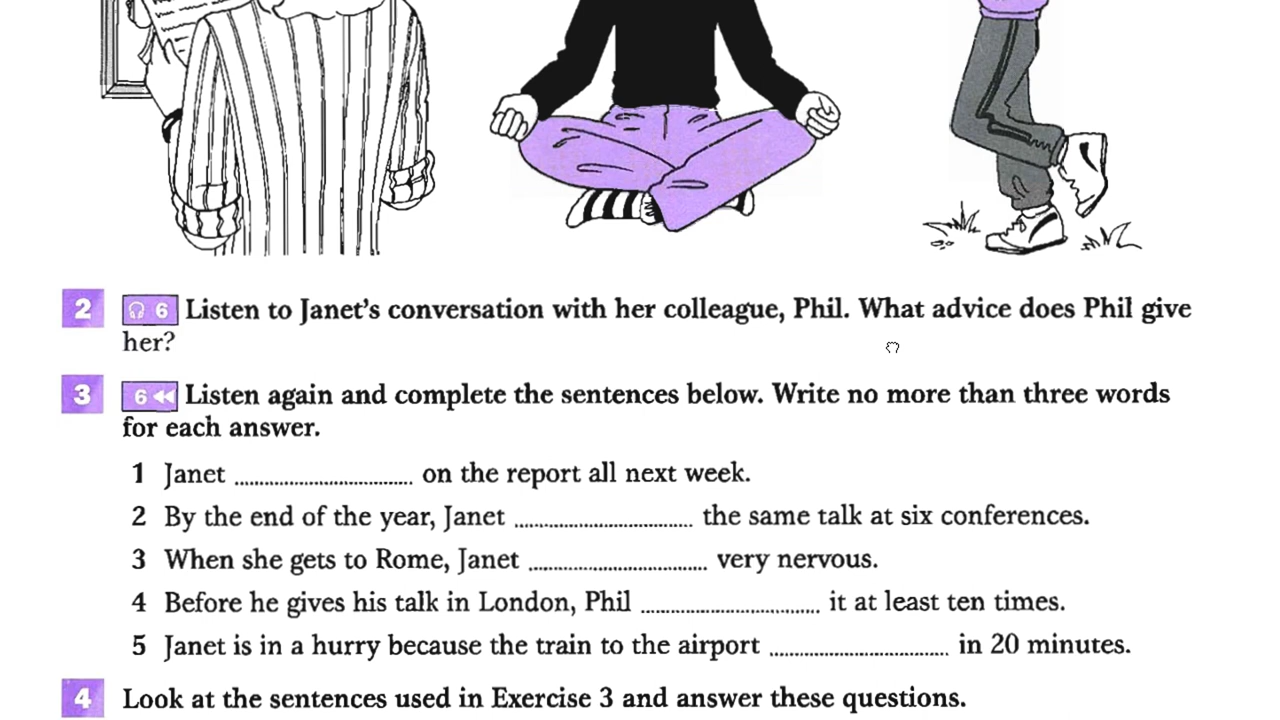 2 6 Listen to Janet's conversation with her colleague, Phil. What advice does Phil give
her?
3 6 Listen again and complete the sentences below. Write no more than three words
for each answer.
1 Janet .................................... on the report all next week.
2 By the end of the year, Janet .................................... the same talk at six conferences.
3 When she gets to Rome, Janet .................................... very nervous.
4 Before he gives his talk in London, Phil .................................... it at least ten times.
5 Janet is in a hurry because the train to the airport .................................... in 20 minutes.
4 Look at the sentences used in Exercise 3 and answer these questions.